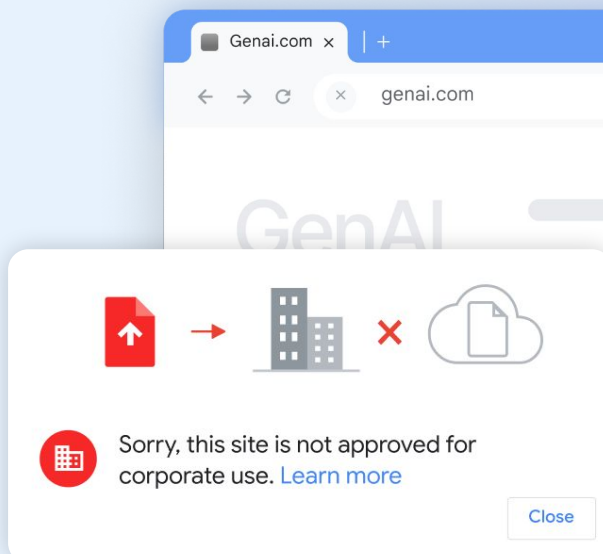 Genai.com
genai.com
GenAI
Sorry, this site is not approved for
corporate use. Learn more
Close